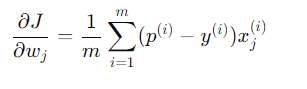 ∂J/∂w_j = (1/m) ∑_{i=1}^{m} (p^{(i)} − y^{(i)}) x_j^{(i)}